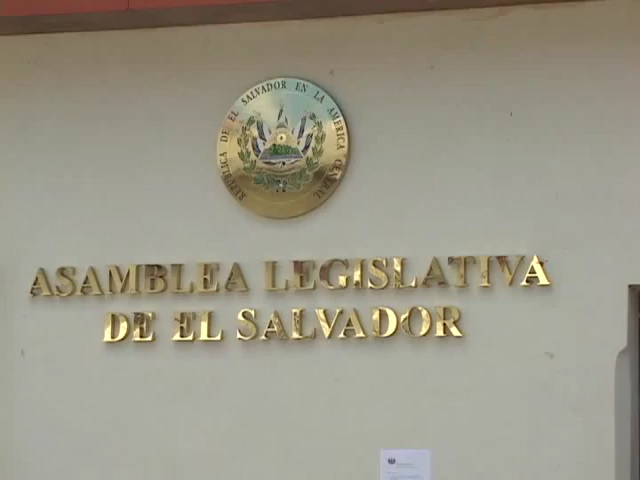 REPUBLICA DE EL SALVADOR EN LA AMERICA CENTRAL
ASAMBLEA LEGISLATIVA
DE EL SALVADOR